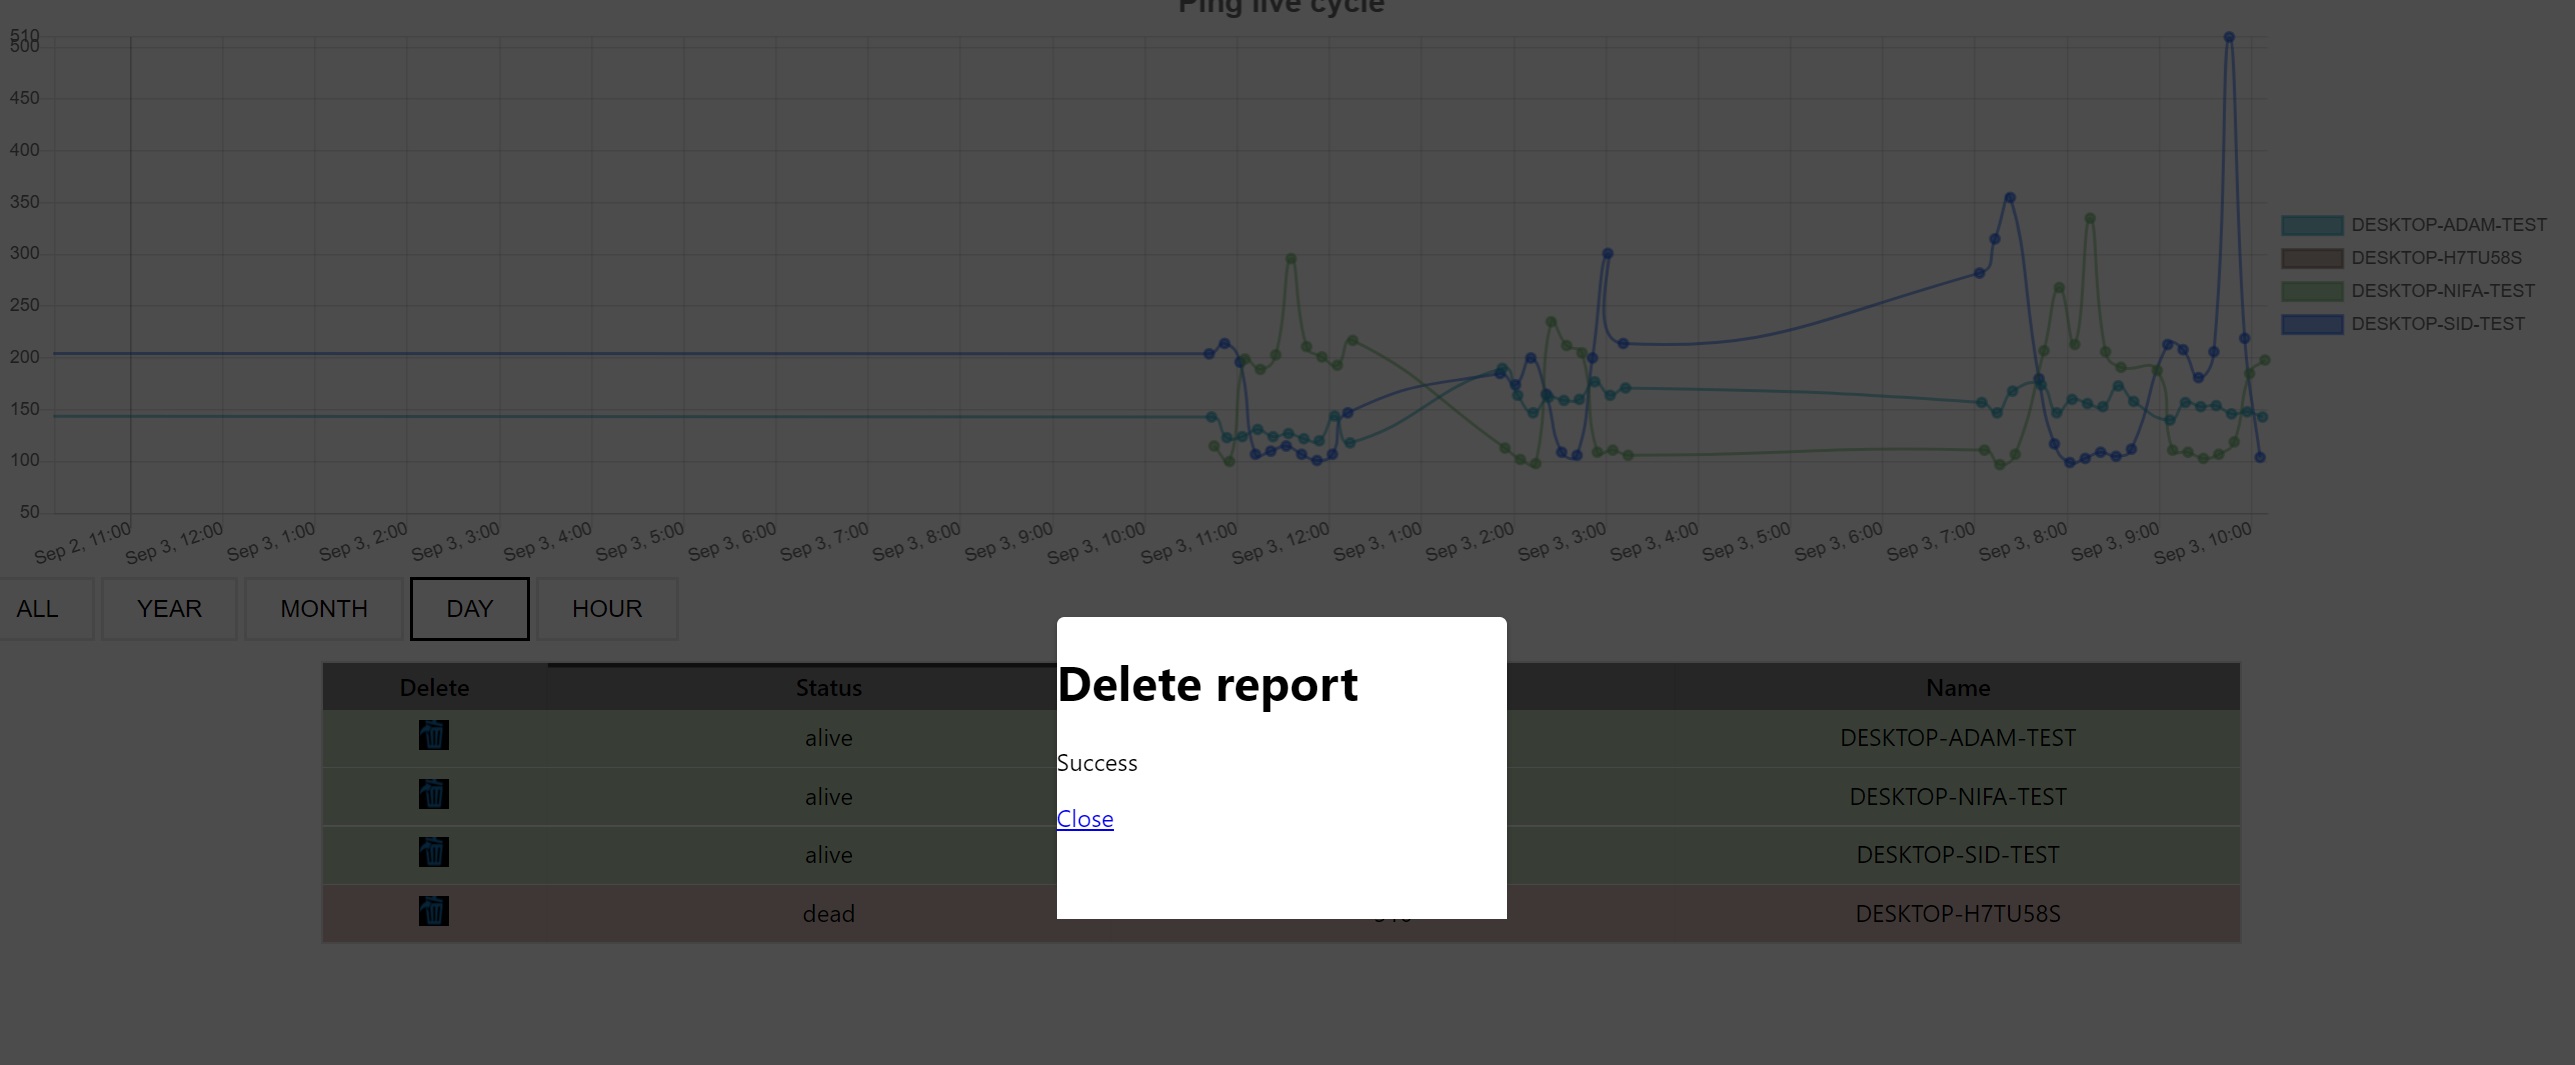 Ping live cycle
510
500
450
400
350
300
250
200
150
100
50
Sep 2, 11:00
Sep 3, 12:00
Sep 3, 1:00
Sep 3, 2:00
Sep 3, 3:00
Sep 3, 4:00
Sep 3, 5:00
Sep 3, 6:00
Sep 3, 7:00
Sep 3, 8:00
Sep 3, 9:00
Sep 3, 10:00
Sep 3, 11:00
Sep 3, 12:00
Sep 3, 1:00
Sep 3, 2:00
Sep 3, 3:00
Sep 3, 4:00
Sep 3, 5:00
Sep 3, 6:00
Sep 3, 7:00
Sep 3, 8:00
Sep 3, 9:00
Sep 3, 10:00
DESKTOP-ADAM-TEST
DESKTOP-H7TU58S
DESKTOP-NIFA-TEST
DESKTOP-SID-TEST
ALL YEAR MONTH DAY HOUR
Delete Status Name
alive DESKTOP-ADAM-TEST
alive DESKTOP-NIFA-TEST
alive DESKTOP-SID-TEST
dead DESKTOP-H7TU58S
Delete report
Success
Close